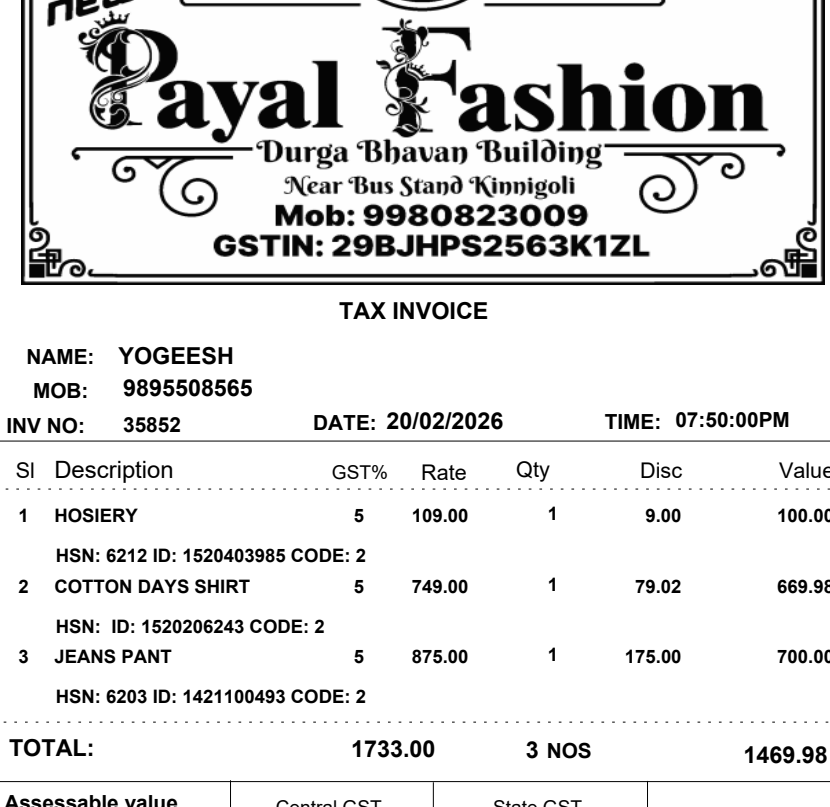 new
Payal Fashion
Durga Bhavan Building
Near Bus Stand Kinnigoli
Mob: 9980823009
GSTIN: 29BJHPS2563K1ZL
TAX INVOICE
NAME: YOGEESH
MOB: 9895508565
INV NO: 35852 DATE: 20/02/2026 TIME: 07:50:00PM
Sl Description GST% Rate Qty Disc Value
1 HOSIERY 5 109.00 1 9.00 100.00
HSN: 6212 ID: 1520403985 CODE: 2
2 COTTON DAYS SHIRT 5 749.00 1 79.02 669.98
HSN: ID: 1520206243 CODE: 2
3 JEANS PANT 5 875.00 1 175.00 700.00
HSN: 6203 ID: 1421100493 CODE: 2
TOTAL: 1733.00 3 NOS 1469.98
Assessable value Central GST State GST